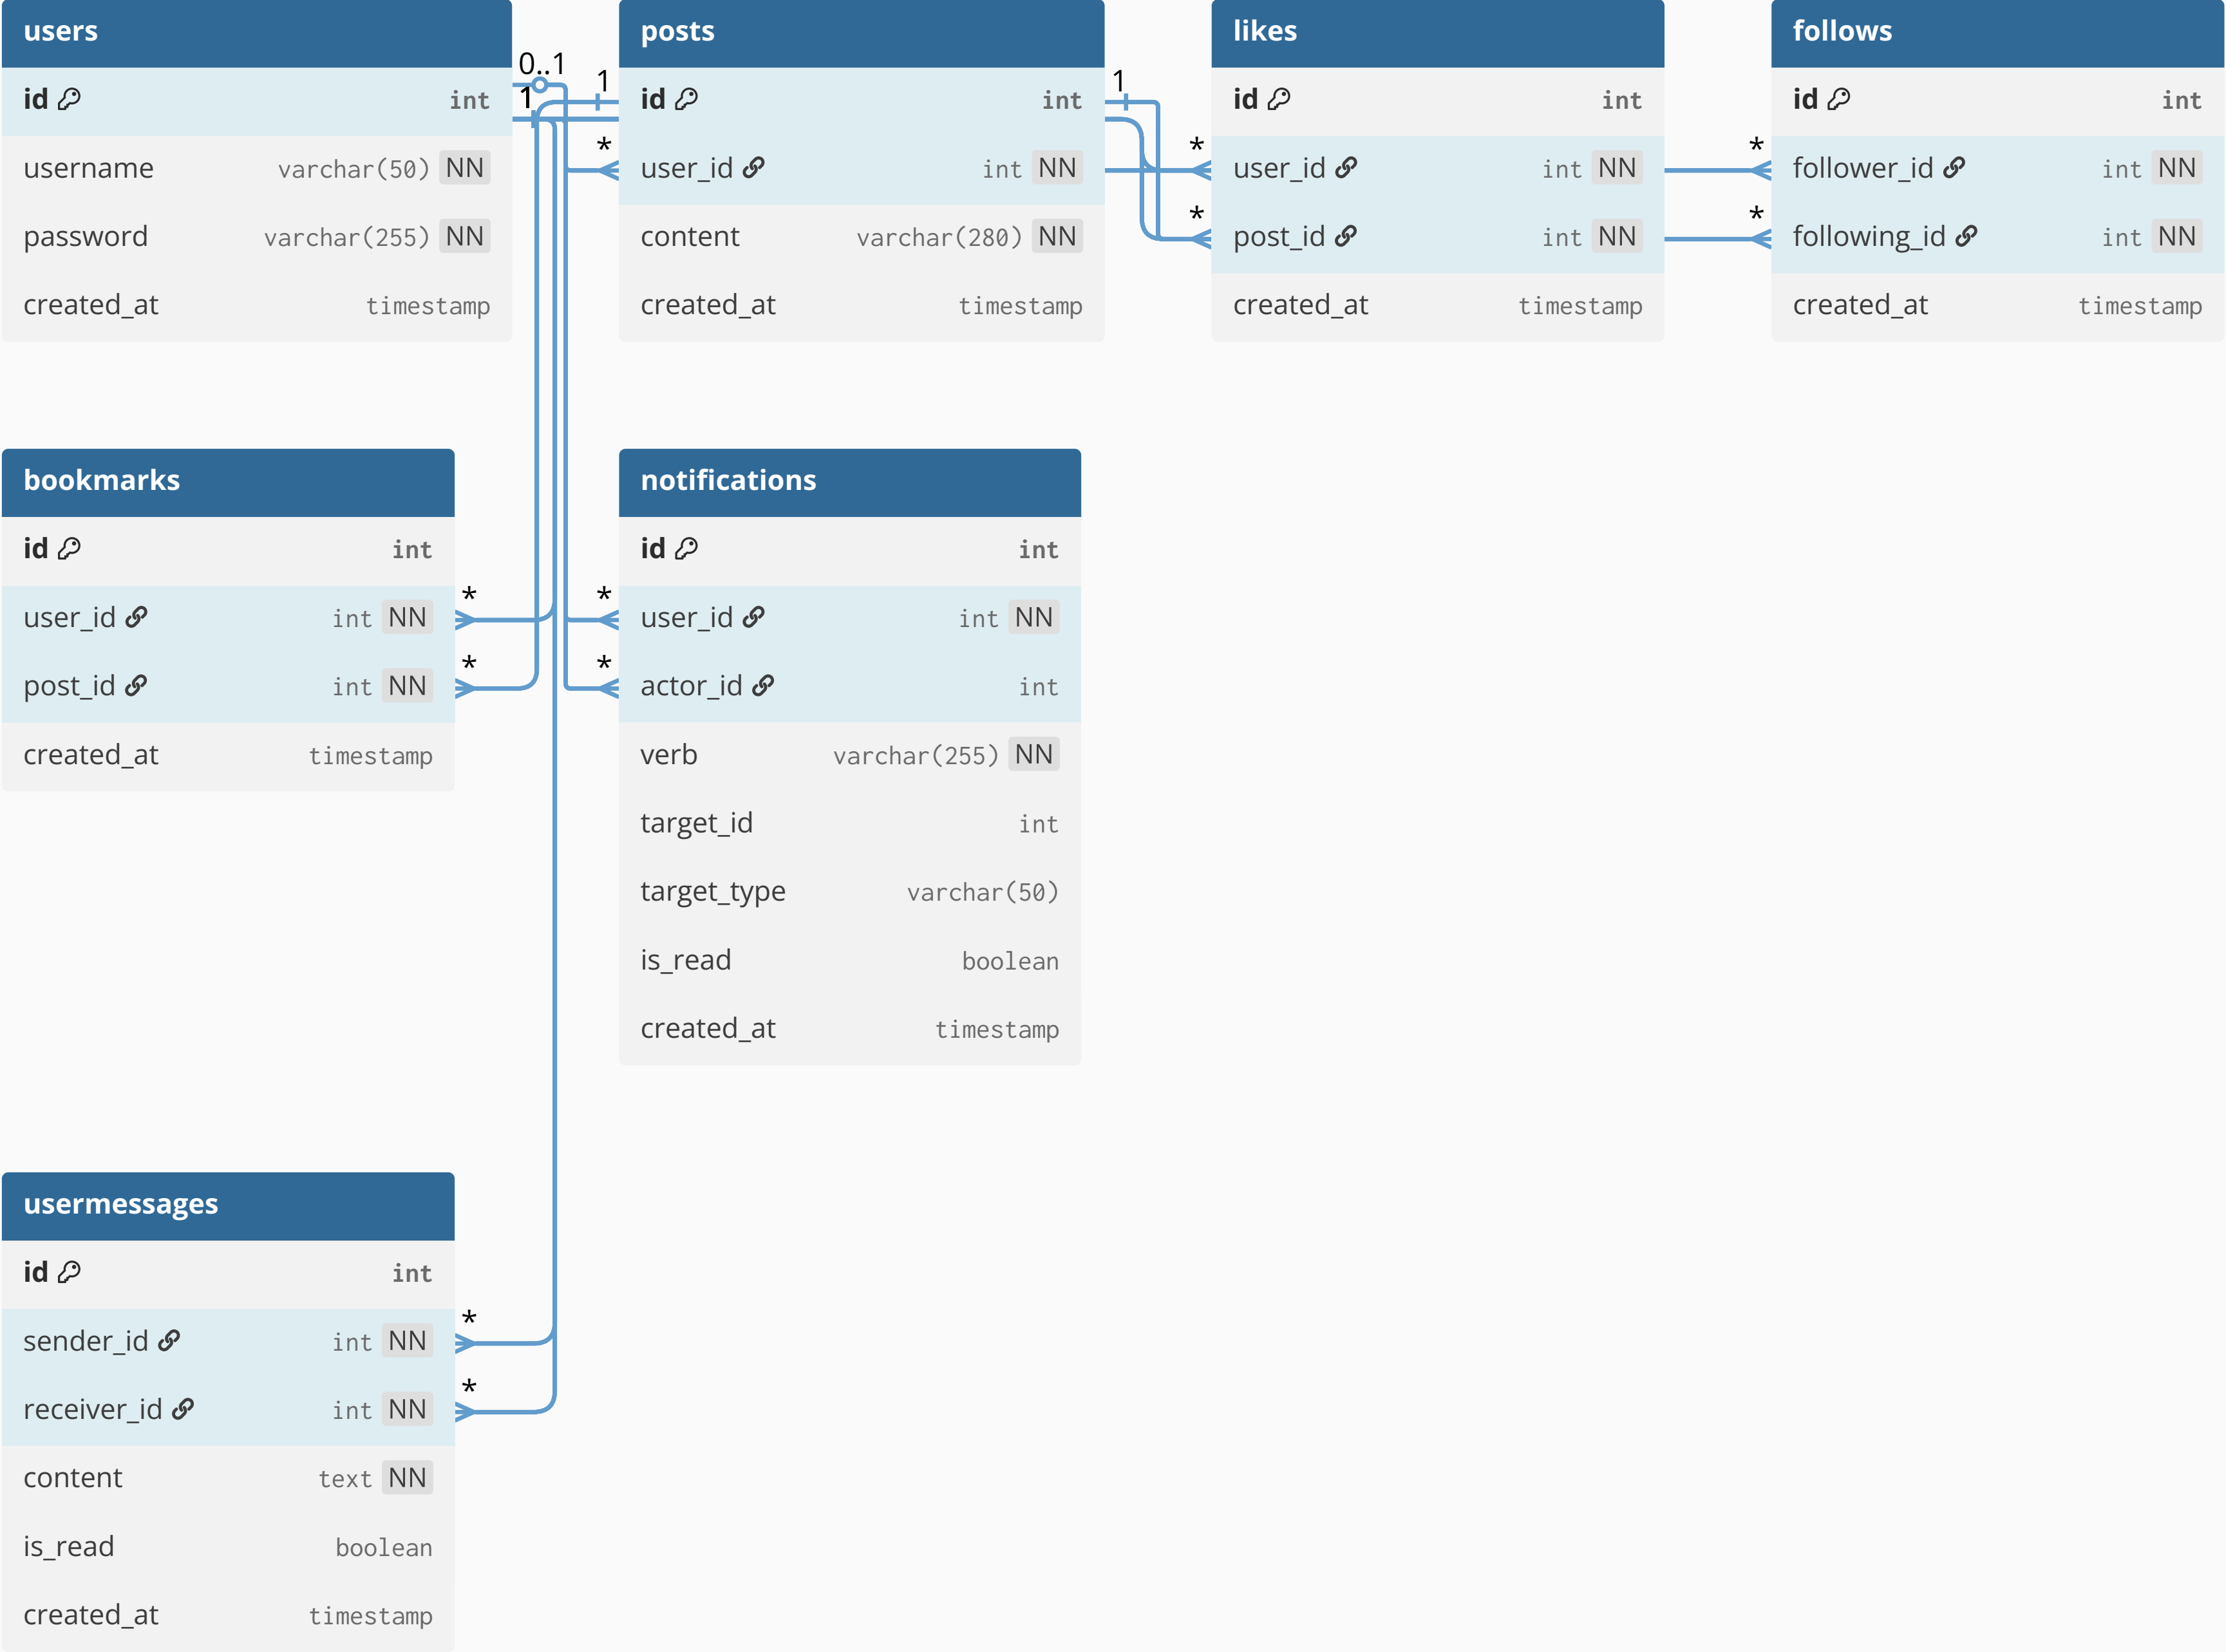 users
id int
username varchar(50) NN
password varchar(255) NN
created_at timestamp
0..1
1
1
*
posts
id int
user_id int NN
content varchar(280) NN
created_at timestamp
1
*
*
likes
id int
user_id int NN
post_id int NN
created_at timestamp
*
*
follows
id int
follower_id int NN
following_id int NN
created_at timestamp
bookmarks
id int
user_id int NN
post_id int NN
created_at timestamp
*
*
*
*
notifications
id int
user_id int NN
actor_id int
verb varchar(255) NN
target_id int
target_type varchar(50)
is_read boolean
created_at timestamp
usermessages
id int
sender_id int NN
receiver_id int NN
content text NN
is_read boolean
created_at timestamp
*
*